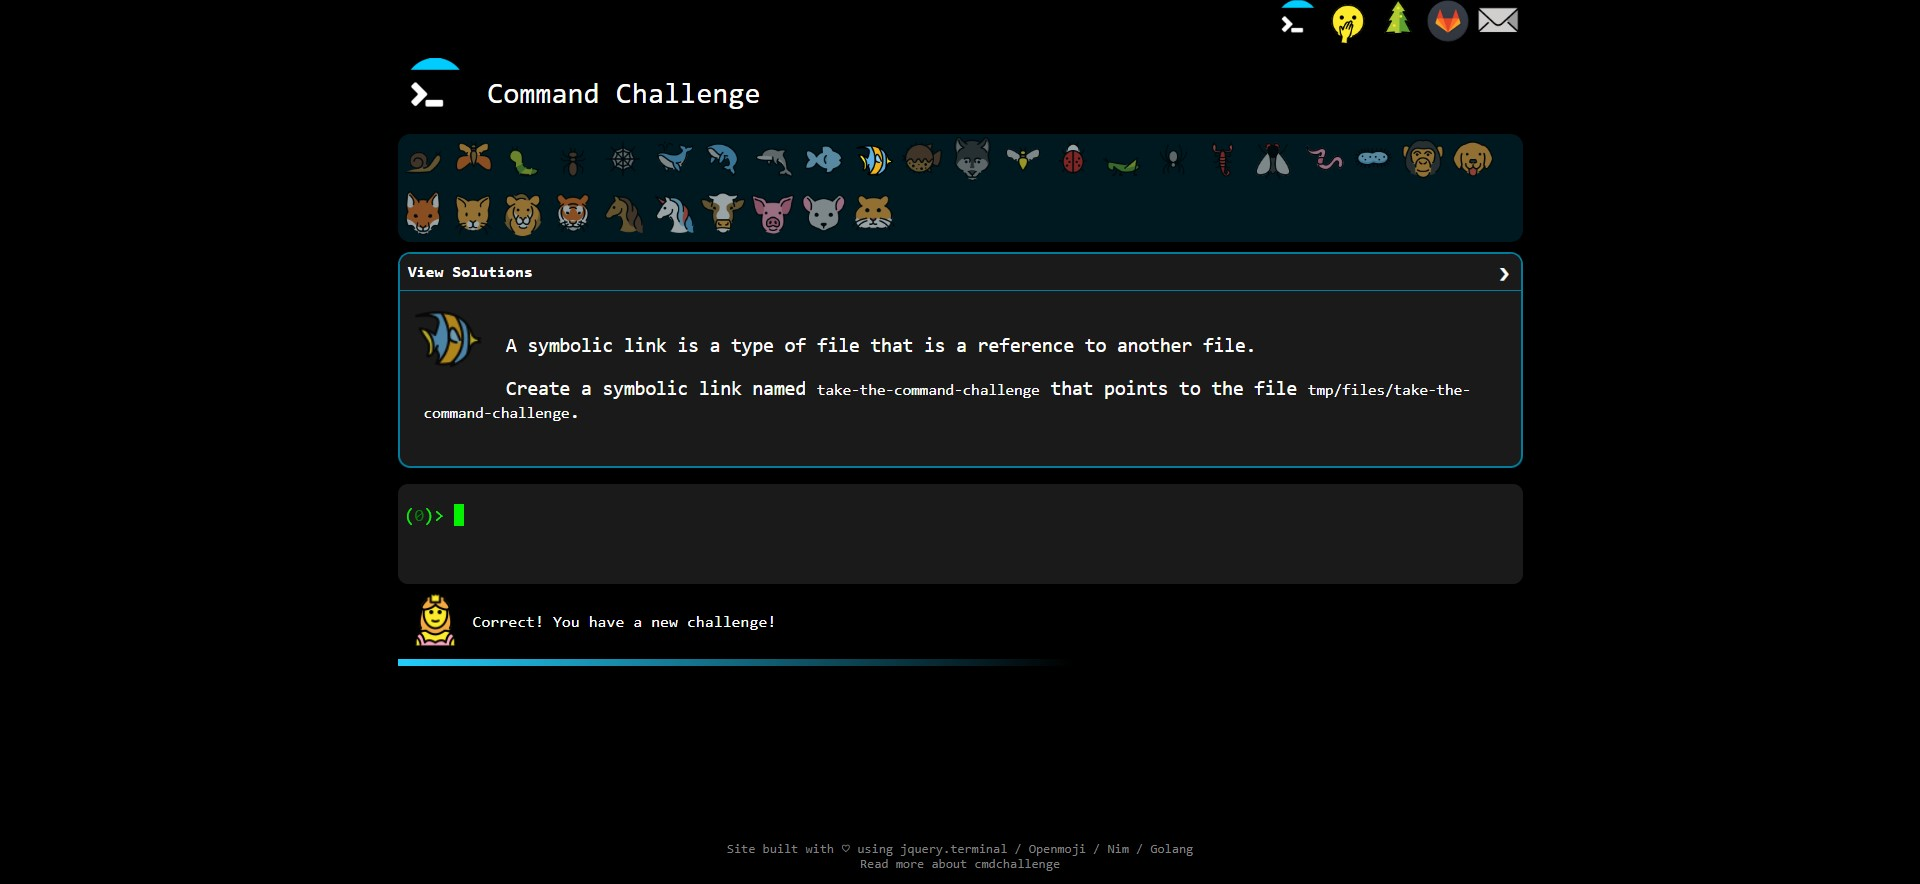 Command Challenge
View Solutions
A symbolic link is a type of file that is a reference to another file.
Create a symbolic link named take-the-command-challenge that points to the file tmp/files/take-the-
command-challenge.
(0)>
Correct! You have a new challenge!
Site built with ♡ using jquery.terminal / Openmoji / Nim / Golang
Read more about cmdchallenge